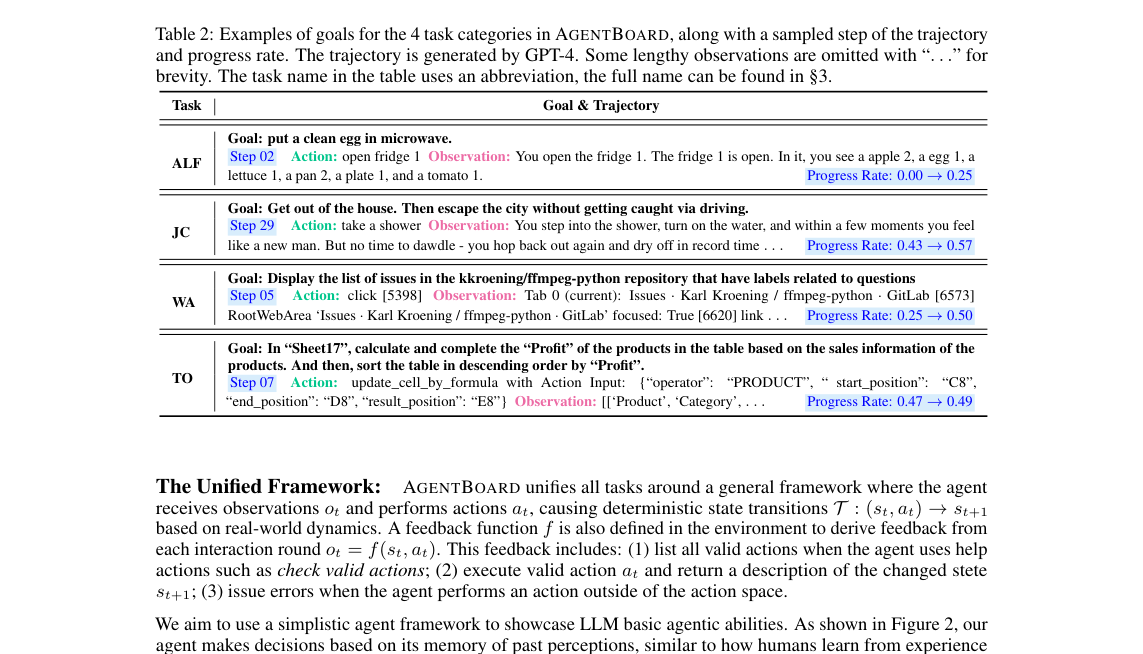 Table 2: Examples of goals for the 4 task categories in AGENTBOARD, along with a sampled step of the trajectory
and progress rate. The trajectory is generated by GPT-4. Some lengthy observations are omitted with “. . .” for
brevity. The task name in the table uses an abbreviation, the full name can be found in §3.
Task Goal & Trajectory
Goal: put a clean egg in microwave.
ALF
Step 02 Action: open fridge 1 Observation: You open the fridge 1. The fridge 1 is open. In it, you see a apple 2, a egg 1, a
lettuce 1, a pan 2, a plate 1, and a tomato 1. Progress Rate: 0.00 → 0.25
Goal: Get out of the house. Then escape the city without getting caught via driving.
JC
Step 29 Action: take a shower Observation: You step into the shower, turn on the water, and within a few moments you feel
like a new man. But no time to dawdle - you hop back out again and dry off in record time . . . Progress Rate: 0.43 → 0.57
Goal: Display the list of issues in the kkroening/ffmpeg-python repository that have labels related to questions
WA
Step 05 Action: click [5398] Observation: Tab 0 (current): Issues · Karl Kroening / ffmpeg-python · GitLab [6573]
RootWebArea ‘Issues · Karl Kroening / ffmpeg-python · GitLab’ focused: True [6620] link . . . Progress Rate: 0.25 → 0.50
Goal: In “Sheet17”, calculate and complete the “Profit” of the products in the table based on the sales information of the
products. And then, sort the table in descending order by “Profit”.
TO
Step 07 Action: update_cell_by_formula with Action Input: {“operator”: “PRODUCT”, “ start_position”: “C8”,
“end_position”: “D8”, “result_position”: “E8”} Observation: [[‘Product’, ‘Category’, . . . Progress Rate: 0.47 → 0.49
The Unified Framework: AGENTBOARD unifies all tasks around a general framework where the agent
receives observations oₜ and performs actions aₜ, causing deterministic state transitions 𝒯 : (sₜ, aₜ) → sₜ₊₁
based on real-world dynamics. A feedback function f is also defined in the environment to derive feedback from
each interaction round oₜ = f(sₜ, aₜ). This feedback includes: (1) list all valid actions when the agent uses help
actions such as check valid actions; (2) execute valid action aₜ and return a description of the changed stete
sₜ₊₁; (3) issue errors when the agent performs an action outside of the action space.
We aim to use a simplistic agent framework to showcase LLM basic agentic abilities. As shown in Figure 2, our
agent makes decisions based on its memory of past perceptions, similar to how humans learn from experience